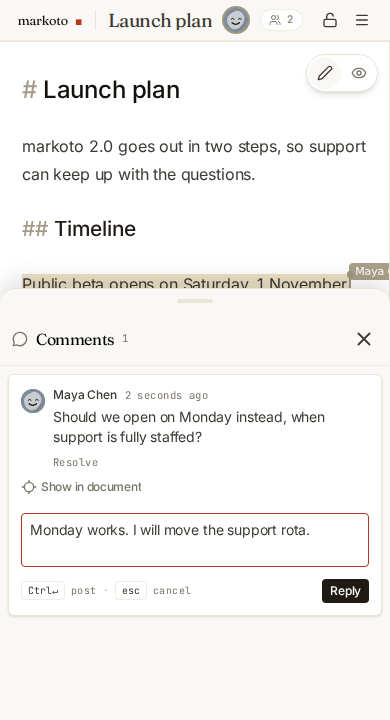 markoto
Launch plan
2
# Launch plan
markoto 2.0 goes out in two steps, so support
can keep up with the questions.
## Timeline
Maya
Public beta opens on Saturday, 1 November
Comments 1
Maya Chen 2 seconds ago
Should we open on Monday instead, when
support is fully staffed?
Resolve
Show in document
Monday works. I will move the support rota.
Ctrl↵ post · esc cancel
Reply